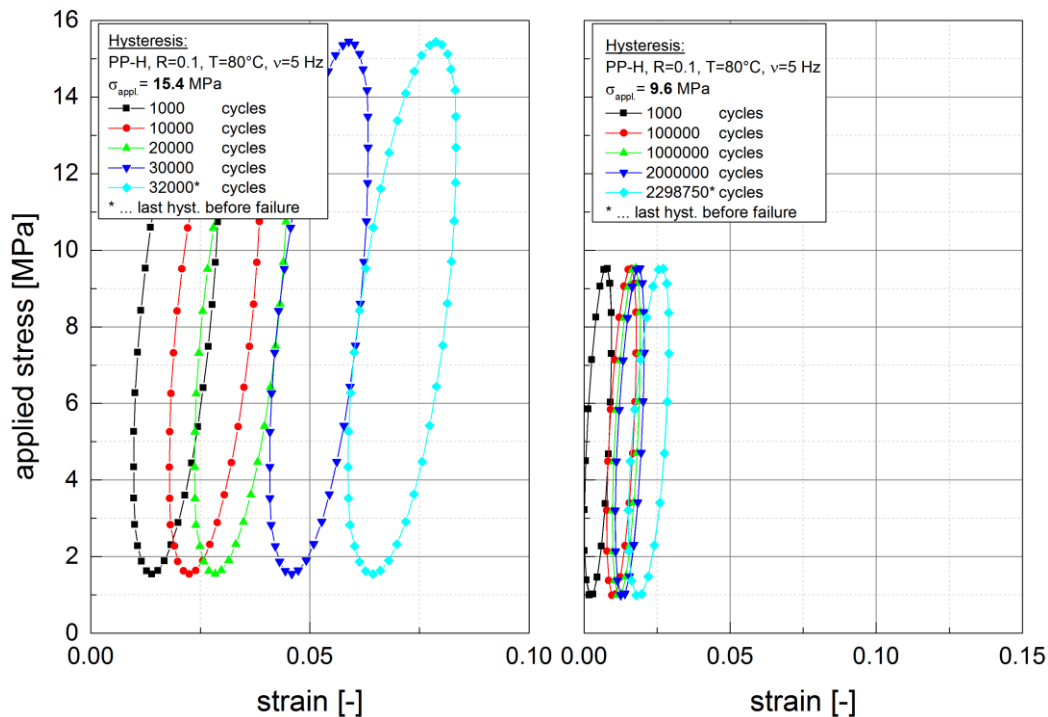 16
14
12
10
8
6
4
2
0
applied stress [MPa]
Hysteresis:
PP-H, R=0.1, T=80°C, ν=5 Hz
σappl.= 15.4 MPa
1000 cycles
10000 cycles
20000 cycles
30000 cycles
32000* cycles
* ... last hyst. before failure
0.00 0.05 0.10
strain [-]
Hysteresis:
PP-H, R=0.1, T=80°C, ν=5 Hz
σappl.= 9.6 MPa
1000 cycles
100000 cycles
1000000 cycles
2000000 cycles
2298750* cycles
* ... last hyst. before failure
0.00 0.05 0.10 0.15
strain [-]